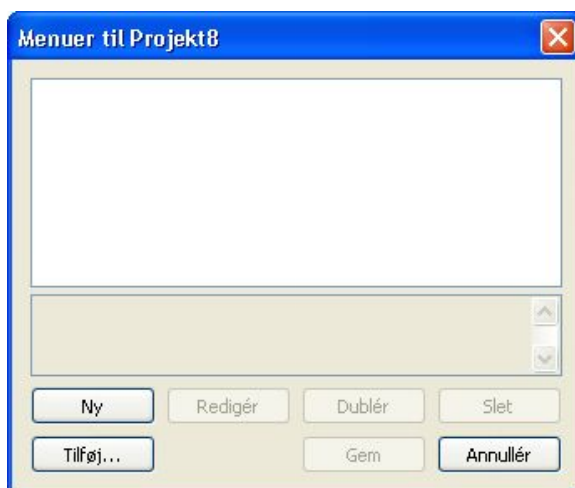 Menuer til Projekt8
Ny Redigér Dublér Slet
Tilføj... Gem Annullér